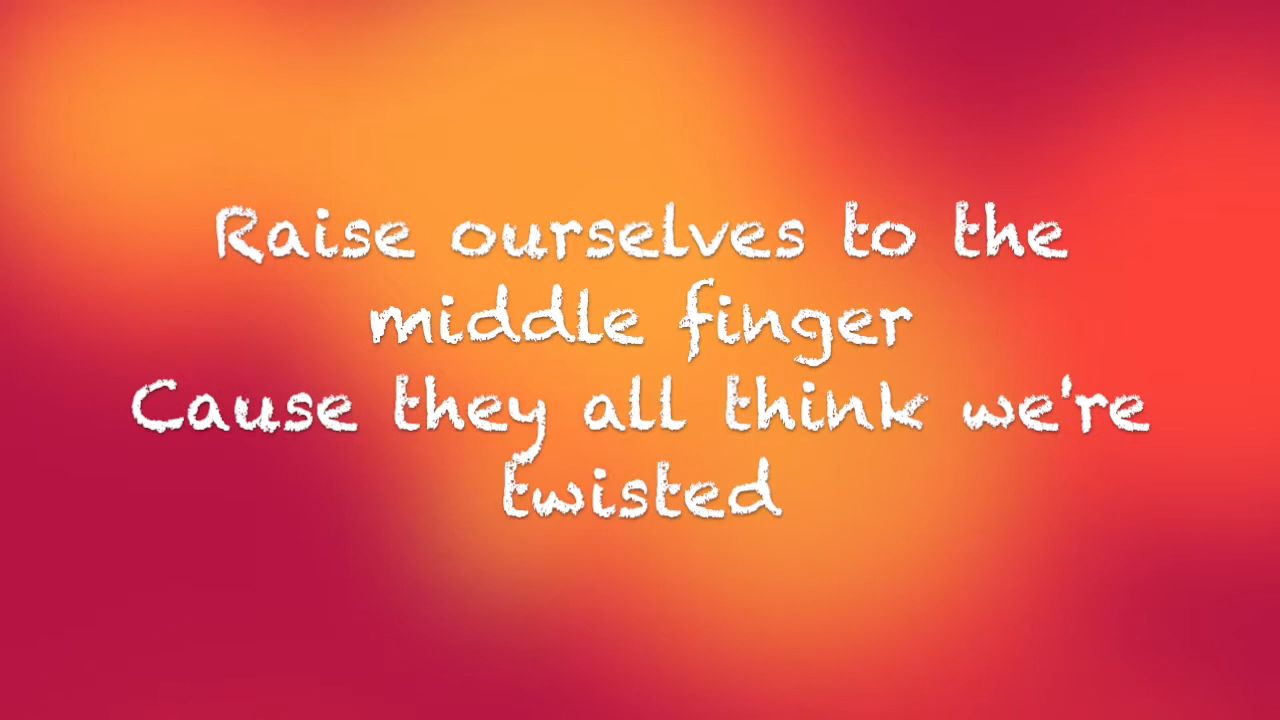 Raise ourselves to the
middle finger
Cause they all think we're
twisted